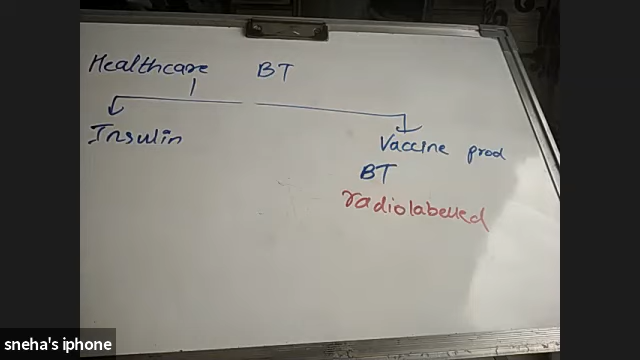 Healthcare BT
Insulin
Vaccine prod
BT
radiolabelled
sneha's iphone